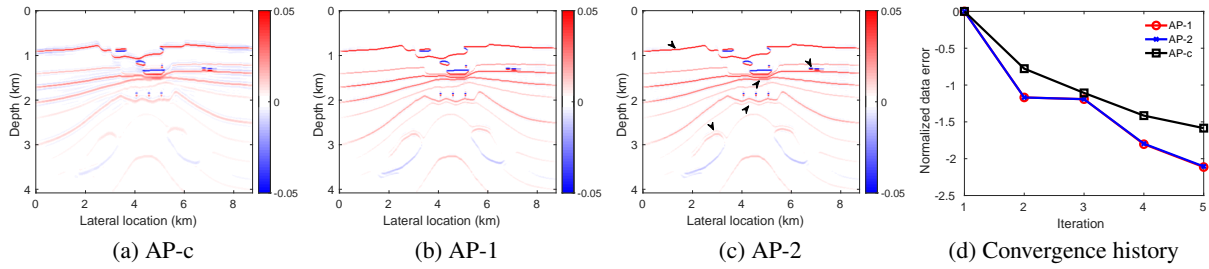 0
1
2
3
4
Depth (km)
0 2 4 6 8
Lateral location (km)
0.05
0
-0.05
(a) AP-c
0
1
2
3
4
Depth (km)
0 2 4 6 8
Lateral location (km)
0.05
0
-0.05
(b) AP-1
0
1
2
3
4
Depth (km)
0 2 4 6 8
Lateral location (km)
0.05
0
-0.05
(c) AP-2
AP-1
AP-2
AP-c
0
-0.5
-1
-1.5
-2
-2.5
Normalized data error
1 2 3 4 5
Iteration
(d) Convergence history